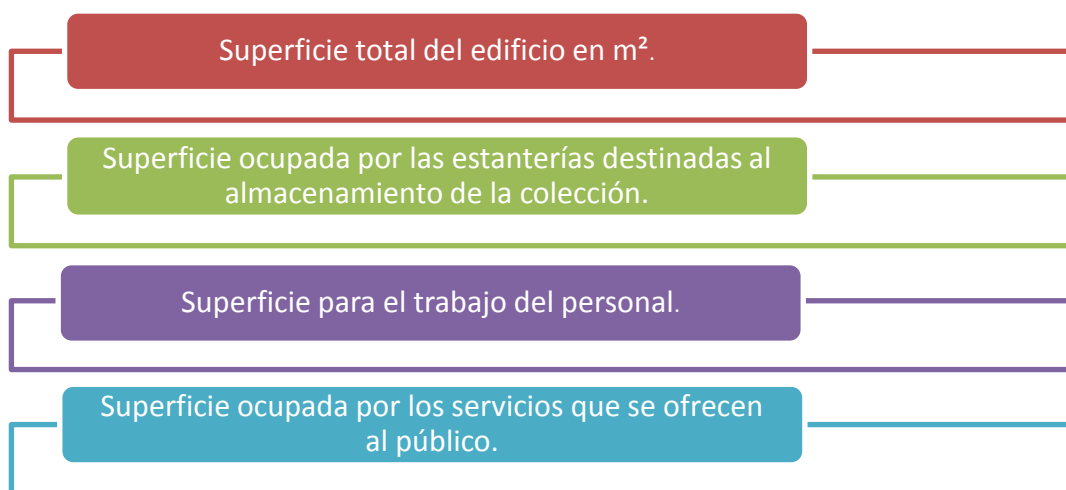 Superficie total del edificio en m².
Superficie ocupada por las estanterías destinadas al
almacenamiento de la colección.
Superficie para el trabajo del personal.
Superficie ocupada por los servicios que se ofrecen
al público.